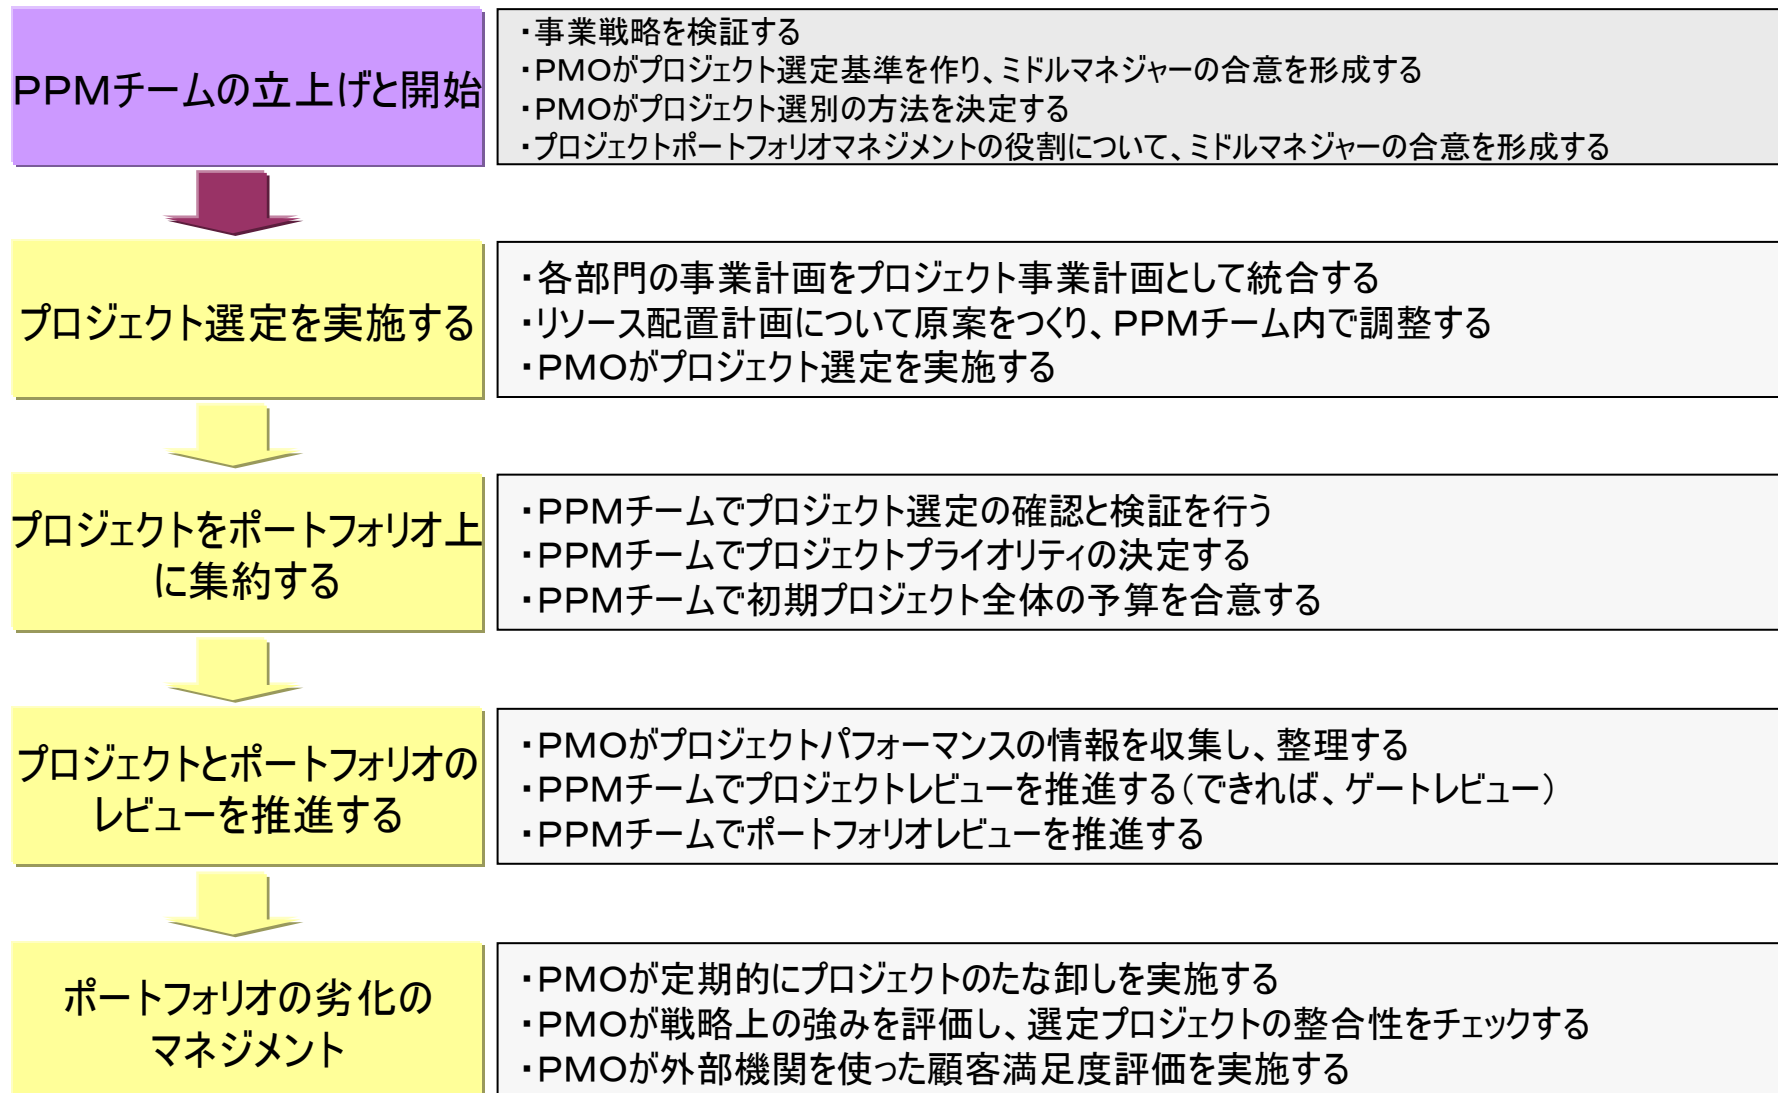 PPMチームの立上げと開始
・事業戦略を検証する
・PMOがプロジェクト選定基準を作り、ミドルマネジャーの合意を形成する
・PMOがプロジェクト選別の方法を決定する
・プロジェクトポートフォリオマネジメントの役割について、ミドルマネジャーの合意を形成する
プロジェクト選定を実施する
・各部門の事業計画をプロジェクト事業計画として統合する
・リソース配置計画について原案をつくり、PPMチーム内で調整する
・PMOがプロジェクト選定を実施する
プロジェクトをポートフォリオ上
に集約する
・PPMチームでプロジェクト選定の確認と検証を行う
・PPMチームでプロジェクトプライオリティの決定する
・PPMチームで初期プロジェクト全体の予算を合意する
プロジェクトとポートフォリオの
レビューを推進する
・PMOがプロジェクトパフォーマンスの情報を収集し、整理する
・PPMチームでプロジェクトレビューを推進する（できれば、ゲートレビュー）
・PPMチームでポートフォリオレビューを推進する
ポートフォリオの劣化の
マネジメント
・PMOが定期的にプロジェクトのたな卸しを実施する
・PMOが戦略上の強みを評価し、選定プロジェクトの整合性をチェックする
・PMOが外部機関を使った顧客満足度評価を実施する